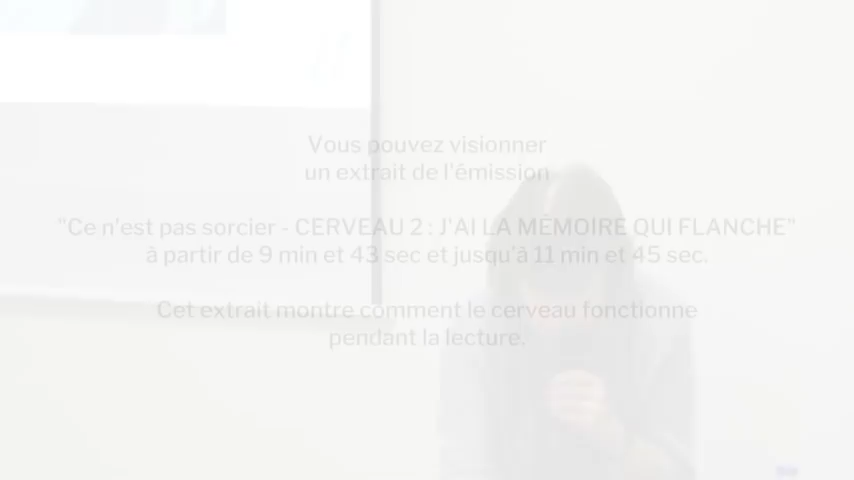 Vous pouvez visionner
un extrait de l'émission
"Ce n'est pas sorcier - CERVEAU 2 : J'AI LA MÉMOIRE QUI FLANCHE"
à partir de 9 min et 43 sec et jusqu'à 11 min et 45 sec.
Cet extrait montre comment le cerveau fonctionne
pendant la lecture.